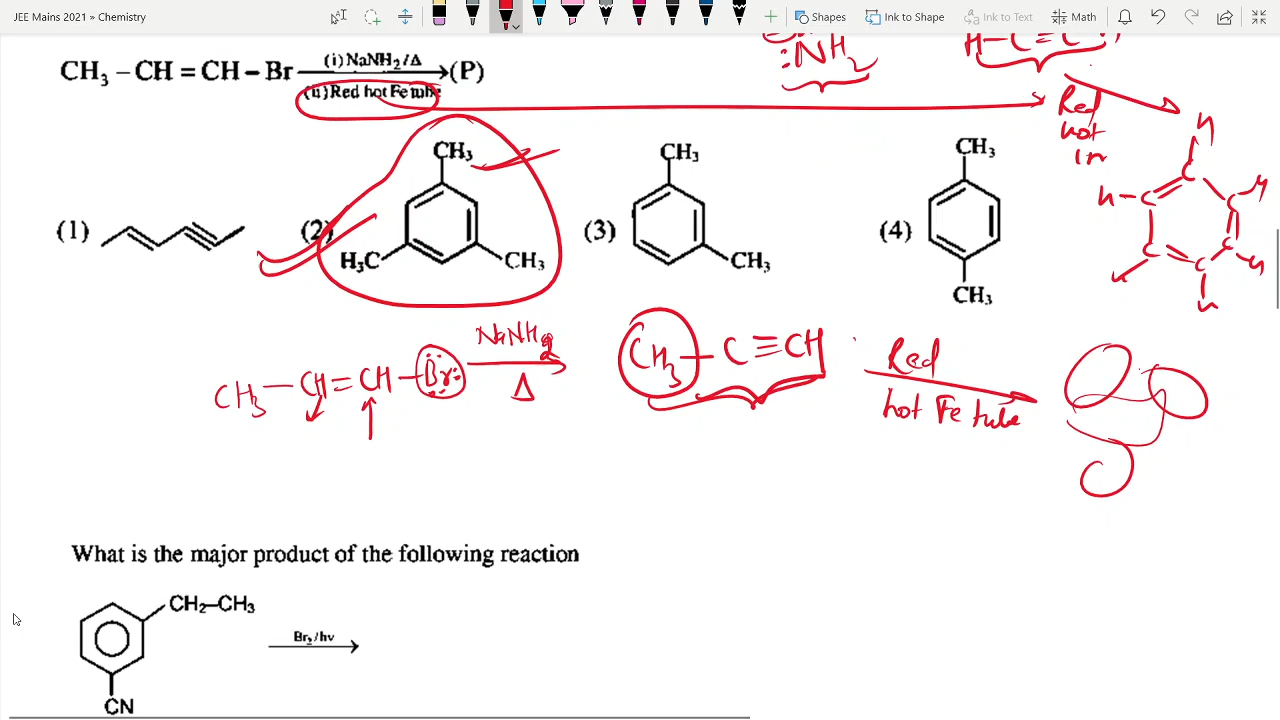 JEE Mains 2021 » Chemistry
Shapes
Ink to Shape
Ink to Text
Math
:NH2
H-C≡C
CH3 – CH = CH – Br (i) NaNH2/Δ (ii) Red hot Fe tube (P)
Red
hot
H
H
H
C
C
C
C
C
C
H
(1)
(2) CH3 H3C CH3
(3) CH3 CH3
(4) CH3 CH3
CH3 – CH = CH – Br NaNH2 Δ CH3 – C≡CH Red hot Fe tube
What is the major product of the following reaction
CH2–CH3
Br2/hν
CN